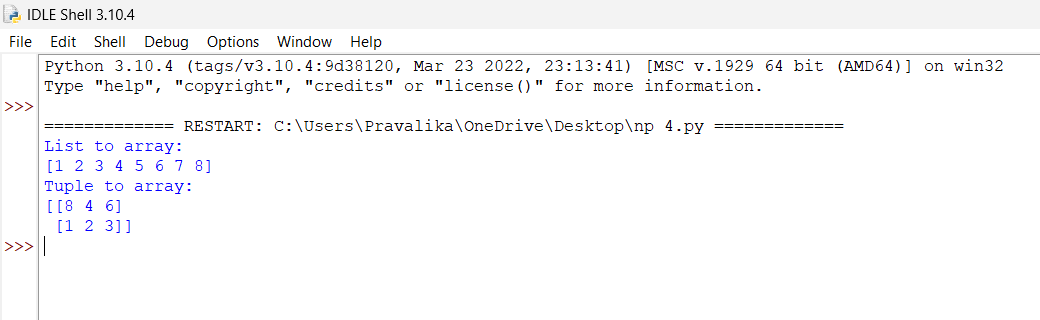 IDLE Shell 3.10.4
File Edit Shell Debug Options Window Help
Python 3.10.4 (tags/v3.10.4:9d38120, Mar 23 2022, 23:13:41) [MSC v.1929 64 bit (AMD64)] on win32
Type "help", "copyright", "credits" or "license()" for more information.
>>>
============= RESTART: C:\Users\Pravalika\OneDrive\Desktop\np 4.py =============
List to array:
[1 2 3 4 5 6 7 8]
Tuple to array:
[[8 4 6]
 [1 2 3]]
>>>